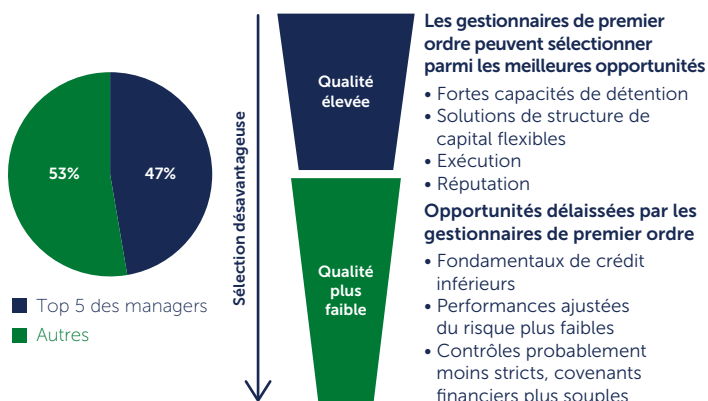 53%
47%
Top 5 des managers
Autres
Sélection désavantageuse
Qualité
élevée
Qualité
plus
faible
Les gestionnaires de premier
ordre peuvent sélectionner
parmi les meilleures opportunités
• Fortes capacités de détention
• Solutions de structure de
capital flexibles
• Exécution
• Réputation
Opportunités délaissées par les
gestionnaires de premier ordre
• Fondamentaux de crédit
inférieurs
• Performances ajustées
du risque plus faibles
• Contrôles probablement
moins stricts, covenants
financiers plus souples